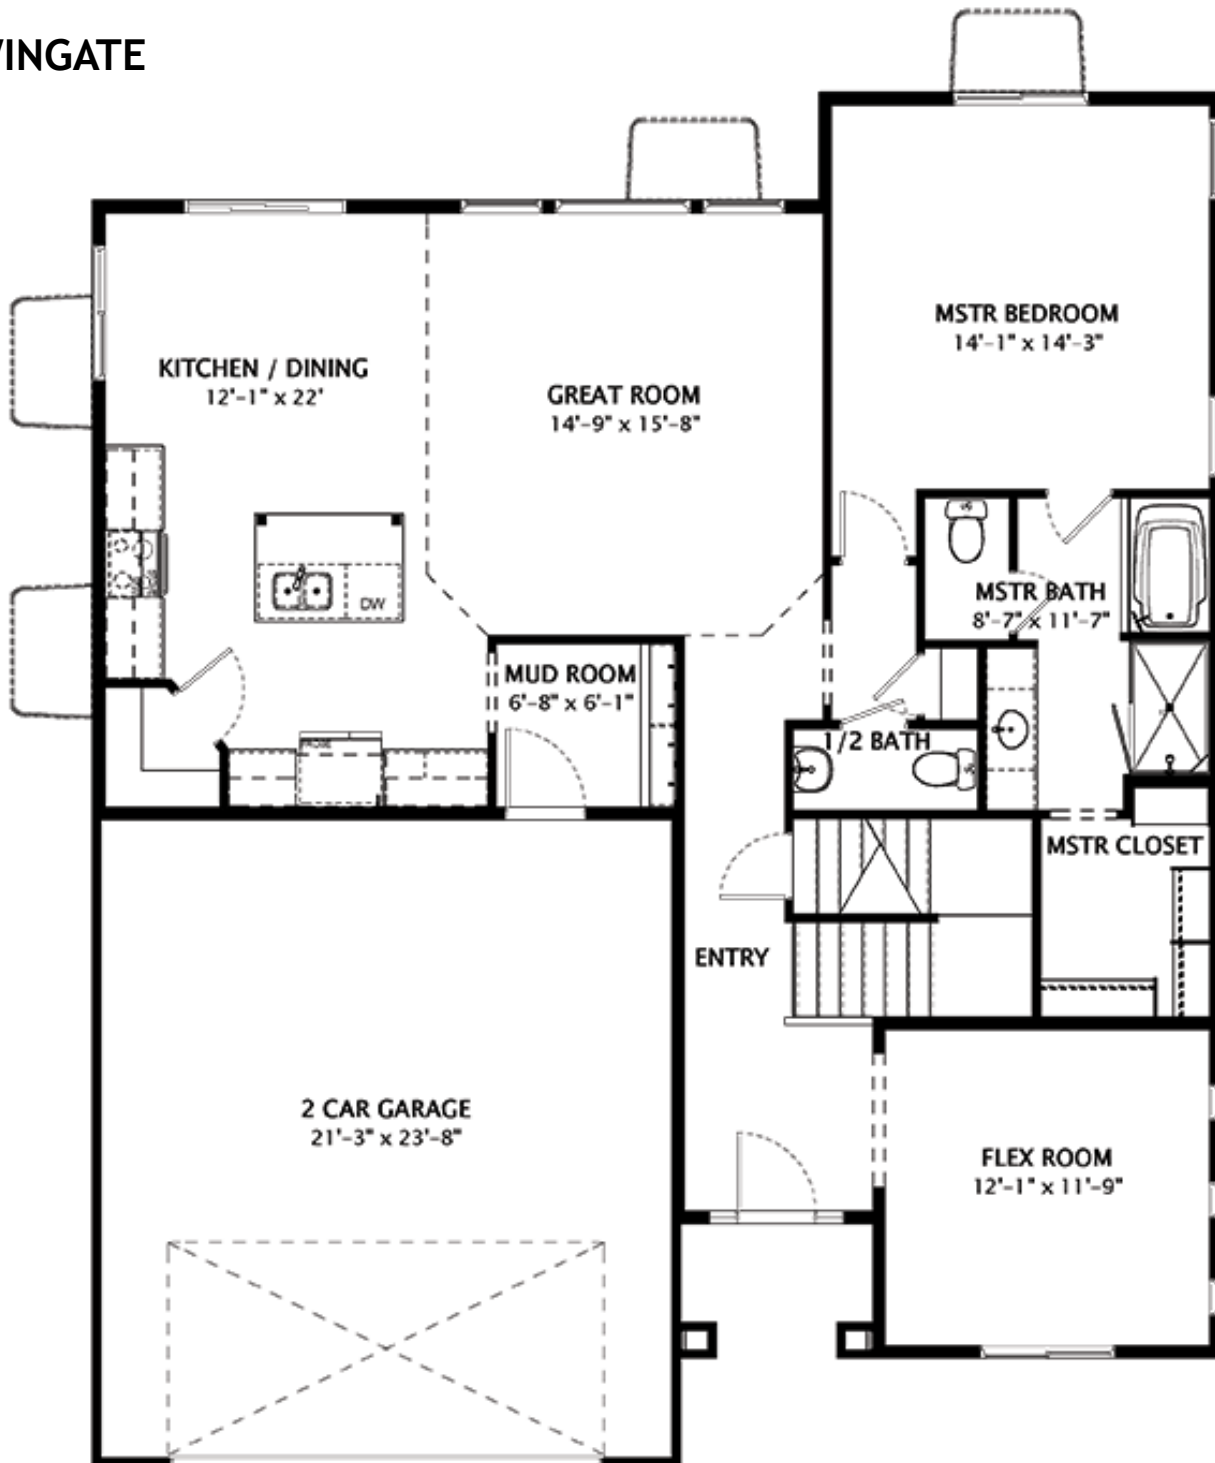 VINGATE
MSTR BEDROOM
14'-1" x 14'-3"
KITCHEN / DINING
12'-1" x 22'
GREAT ROOM
14'-9" x 15'-8"
MSTR BATH
8'-7" x 11'-7"
DW
MUD ROOM
6'-8" x 6'-1"
1/2 BATH
MSTR CLOSET
ENTRY
2 CAR GARAGE
21'-3" x 23'-8"
FLEX ROOM
12'-1" x 11'-9"